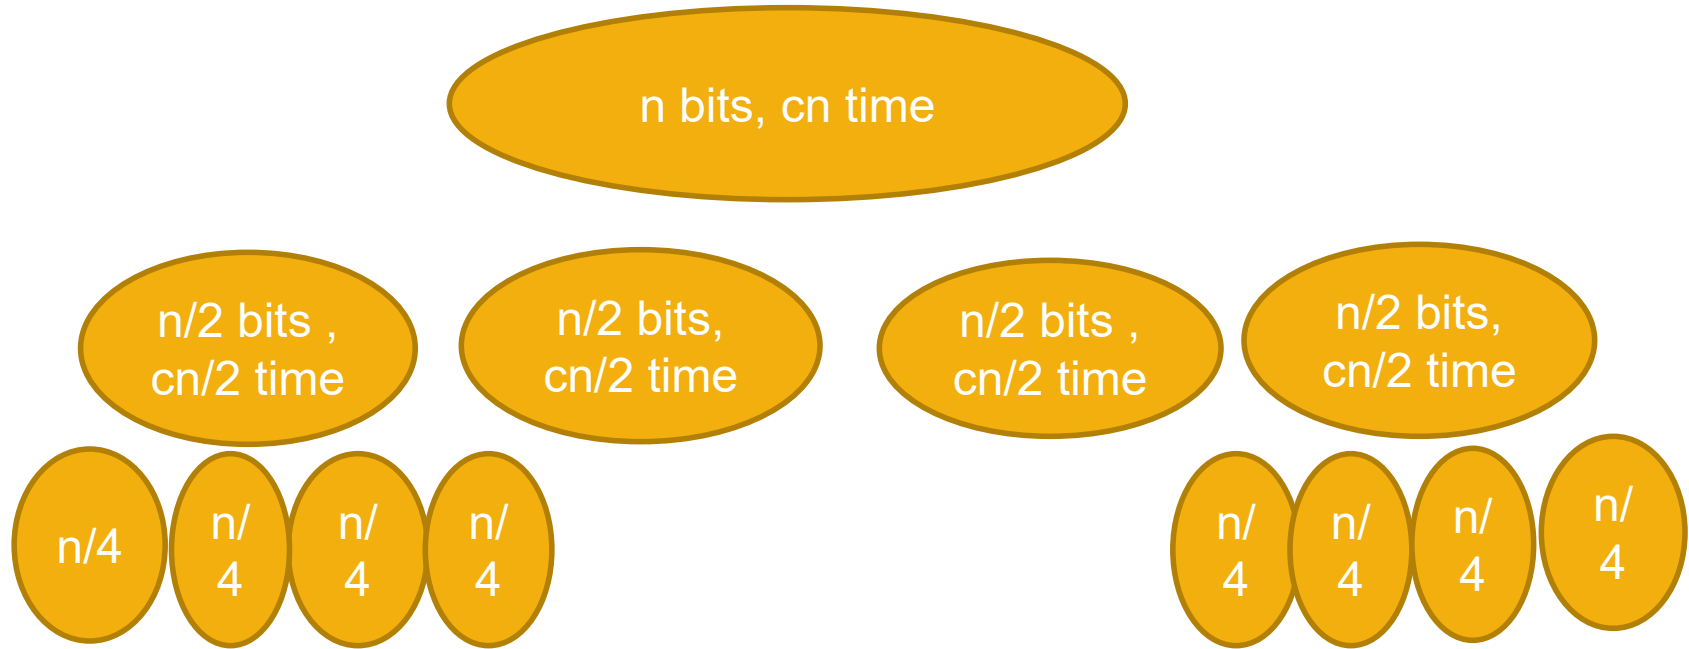 n bits, cn time
n/2 bits ,
cn/2 time
n/2 bits,
cn/2 time
n/2 bits ,
cn/2 time
n/2 bits,
cn/2 time
n/4
n/
4
n/
4
n/
4
n/
4
n/
4
n/
4
n/
4